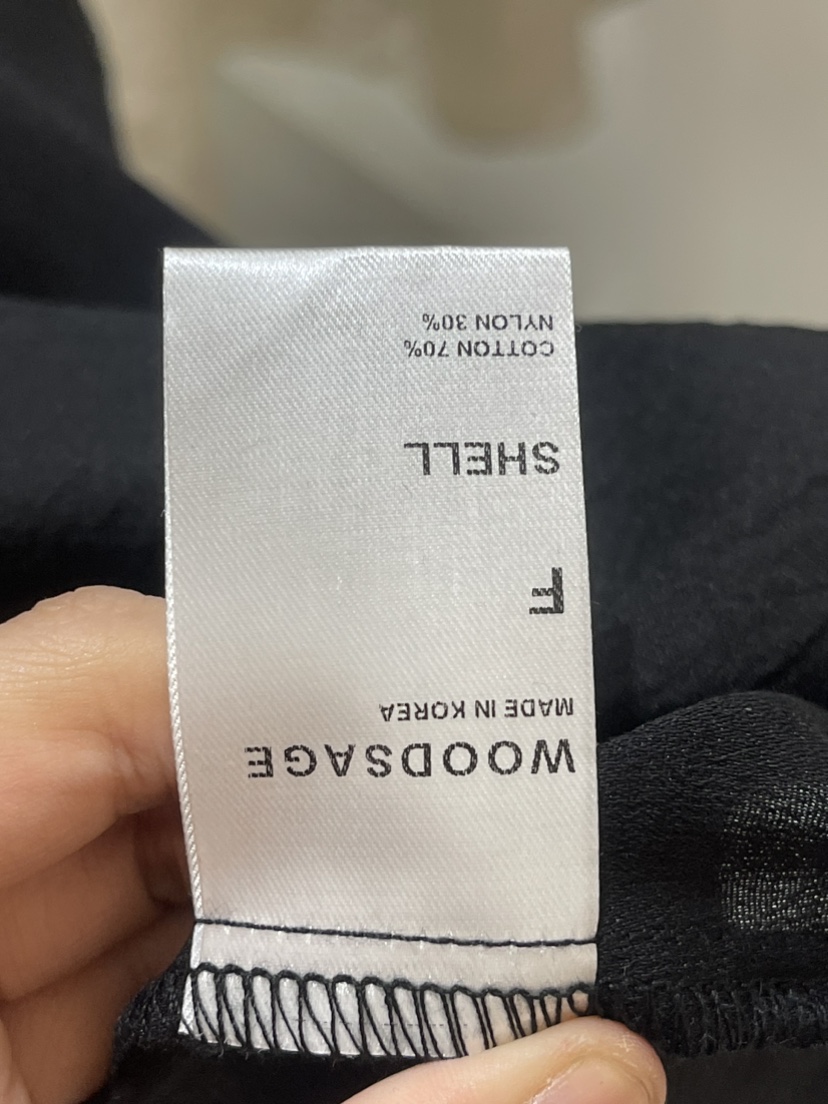 WOODSAGE
MADE IN KOREA
F
SHELL
COTTON 70%
NYLON 30%